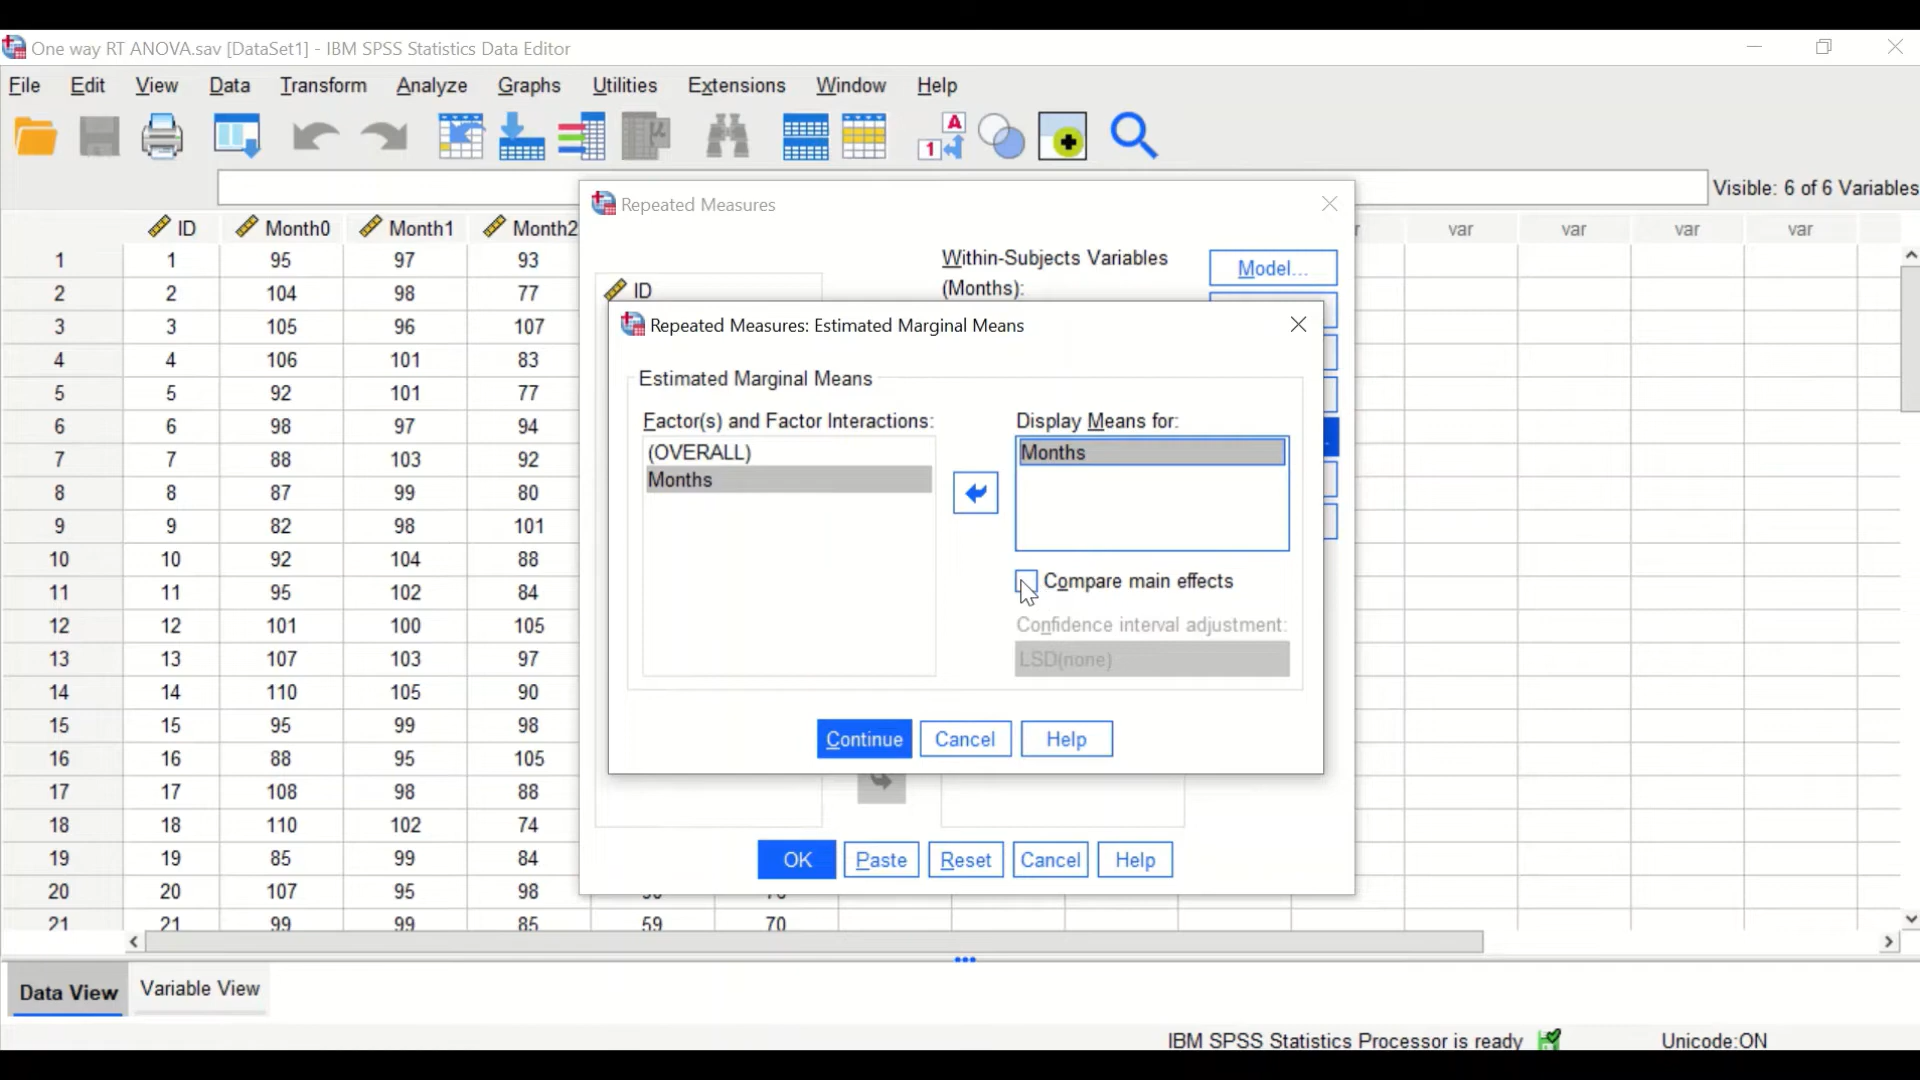 One way RT ANOVA.sav [DataSet1] - IBM SPSS Statistics Data Editor
File Edit View Data Transform Analyze Graphs Utilities Extensions Window Help
Visible: 6 of 6 Variables
ID Month0 Month1 Month2 var var var var
1 1 95 97 93
2 2 104 98 77
3 3 105 96 107
4 4 106 101 83
5 5 92 101 77
6 6 98 97 94
7 7 88 103 92
8 8 87 99 80
9 9 82 98 101
10 10 92 104 88
11 11 95 102 84
12 12 101 100 105
13 13 107 103 97
14 14 110 105 90
15 15 95 99 98
16 16 88 95 105
17 17 108 98 88
18 18 110 102 74
19 19 85 99 84
20 20 107 95 98
21 21 99 99 85 59 70
Repeated Measures
Within-Subjects Variables
(Months):
Model...
ID
Repeated Measures: Estimated Marginal Means
Estimated Marginal Means
Factor(s) and Factor Interactions:
(OVERALL)
Months
Display Means for:
Months
Compare main effects
Confidence interval adjustment:
LSD(none)
Continue Cancel Help
OK Paste Reset Cancel Help
Data View Variable View
IBM SPSS Statistics Processor is ready Unicode:ON